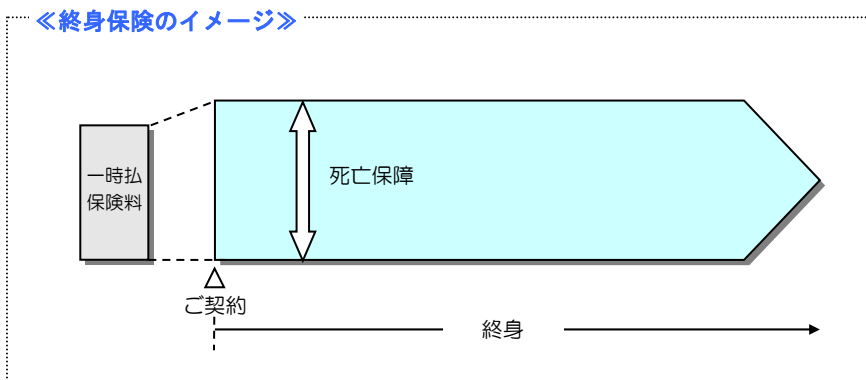 ≪終身保険のイメージ≫
一時払
保険料
死亡保障
ご契約
終身